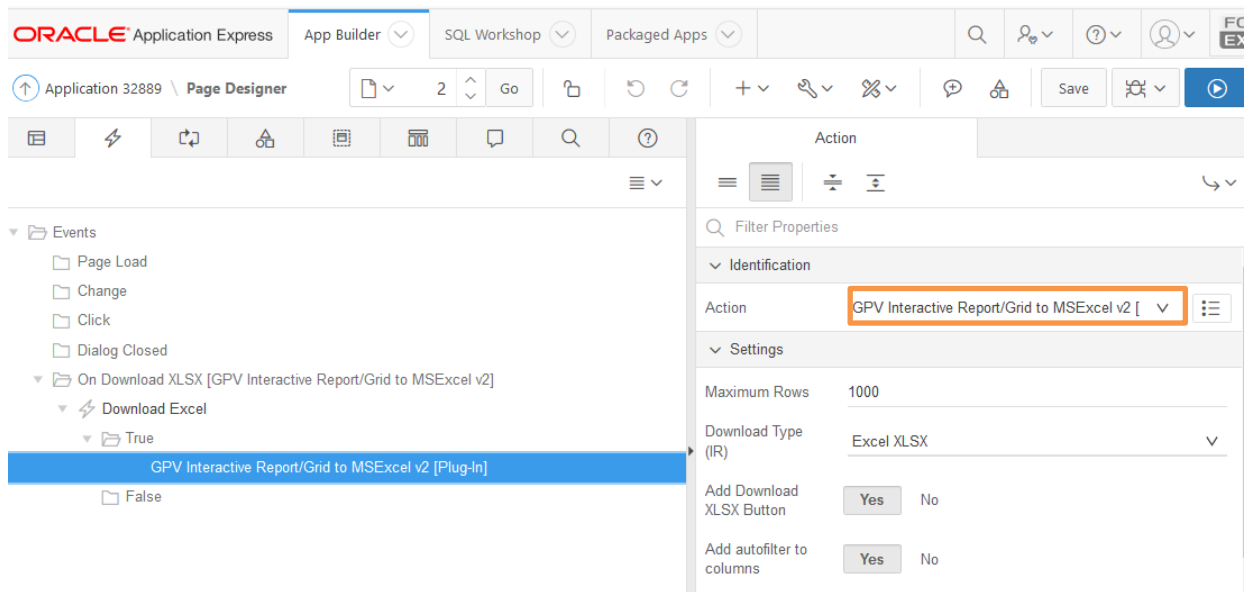 ORACLE Application Express App Builder SQL Workshop Packaged Apps
Application 32889 \ Page Designer 2 Go Save
Action
Filter Properties
Events
Page Load
Change
Click
Dialog Closed
On Download XLSX [GPV Interactive Report/Grid to MSExcel v2]
Download Excel
True
GPV Interactive Report/Grid to MSExcel v2 [Plug-In]
False
Identification
Action GPV Interactive Report/Grid to MSExcel v2 [
Settings
Maximum Rows 1000
Download Type
(IR)
Excel XLSX
Add Download
XLSX Button
Yes No
Add autofilter to
columns
Yes No